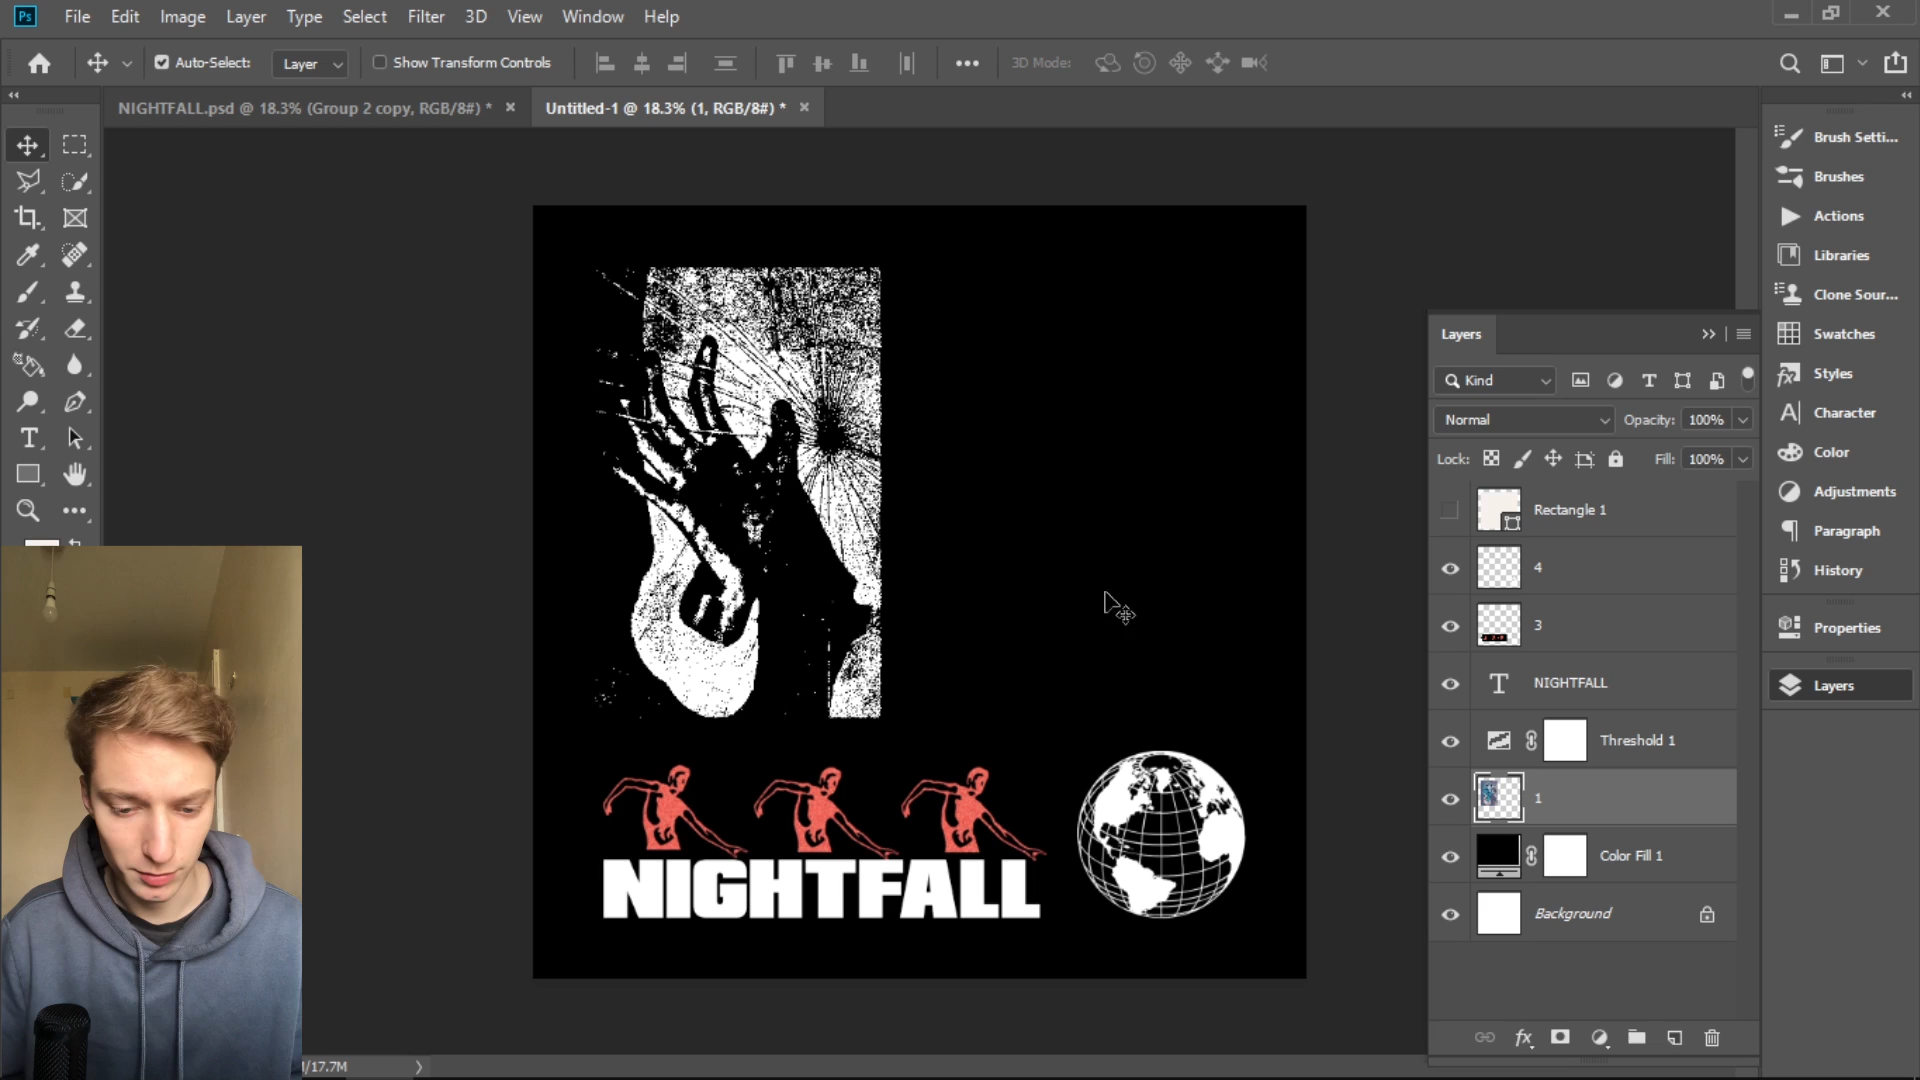 Ps File Edit Image Layer Type Select Filter 3D View Window Help
Auto-Select: Layer Show Transform Controls 3D Mode:
NIGHTFALL.psd @ 18.3% (Group 2 copy, RGB/8#) * Untitled-1 @ 18.3% (1, RGB/8#) *
Brush Setti...
Brushes
Actions
Libraries
Clone Sour...
Swatches
Styles
Character
Color
Adjustments
Paragraph
History
Properties
Layers
Layers
Kind
Normal Opacity: 100%
Lock: Fill: 100%
Rectangle 1
4
3
NIGHTFALL
Threshold 1
1
Color Fill 1
Background
NIGHTFALL
/17.7M